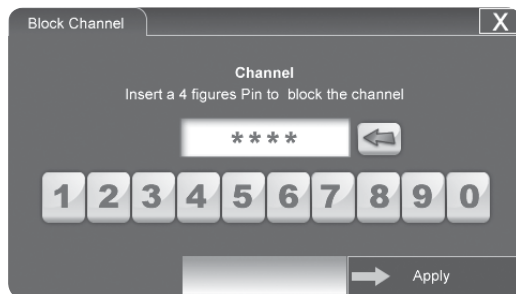 Block Channel X
Channel
Insert a 4 figures Pin to block the channel
****
1 2 3 4 5 6 7 8 9 0
Apply